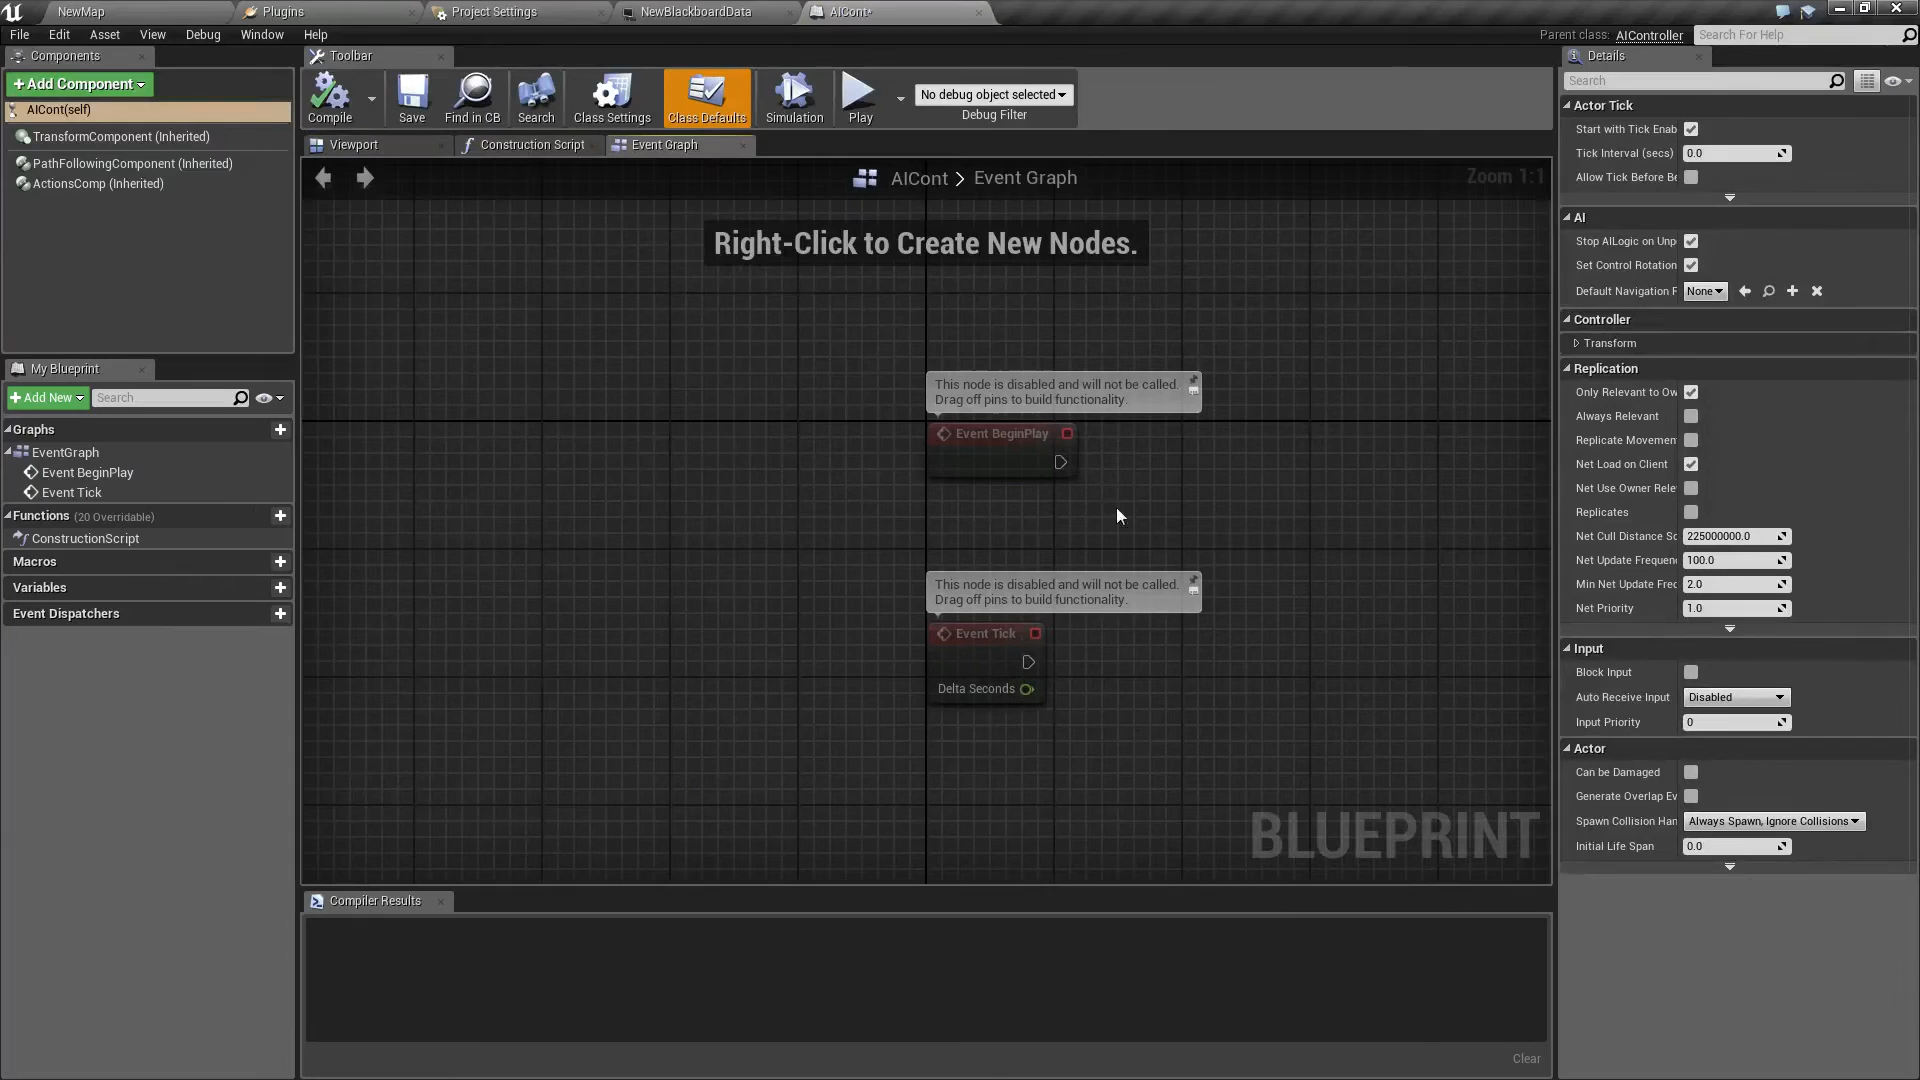 NewMap
Plugins
Project Settings
NewBlackboardData
AICont*
File Edit Asset View Debug Window Help
Parent class: AIController
Search For Help
Components
+Add Component
AICont(self)
TransformComponent (Inherited)
PathFollowingComponent (Inherited)
ActionsComp (Inherited)
My Blueprint
+Add New
Search
Graphs
EventGraph
Event BeginPlay
Event Tick
Functions (20 Overridable)
ConstructionScript
Macros
Variables
Event Dispatchers
Toolbar
Compile
Save
Find in CB
Search
Class Settings
Class Defaults
Simulation
Play
No debug object selected
Debug Filter
Viewport
Construction Script
Event Graph
AICont > Event Graph
Zoom 1:1
Right-Click to Create New Nodes.
This node is disabled and will not be called.
Drag off pins to build functionality.
Event BeginPlay
This node is disabled and will not be called.
Drag off pins to build functionality.
Event Tick
Delta Seconds
BLUEPRINT
Compiler Results
Clear
Details
Search
Actor Tick
Start with Tick Enab
Tick Interval (secs) 0.0
Allow Tick Before Be
AI
Stop AILogic on Unp
Set Control Rotation
Default Navigation F None
Controller
Transform
Replication
Only Relevant to Ow
Always Relevant
Replicate Movemen
Net Load on Client
Net Use Owner Rele
Replicates
Net Cull Distance Sc 225000000.0
Net Update Frequen 100.0
Min Net Update Frec 2.0
Net Priority 1.0
Input
Block Input
Auto Receive Input Disabled
Input Priority 0
Actor
Can be Damaged
Generate Overlap Ev
Spawn Collision Han Always Spawn, Ignore Collisions
Initial Life Span 0.0